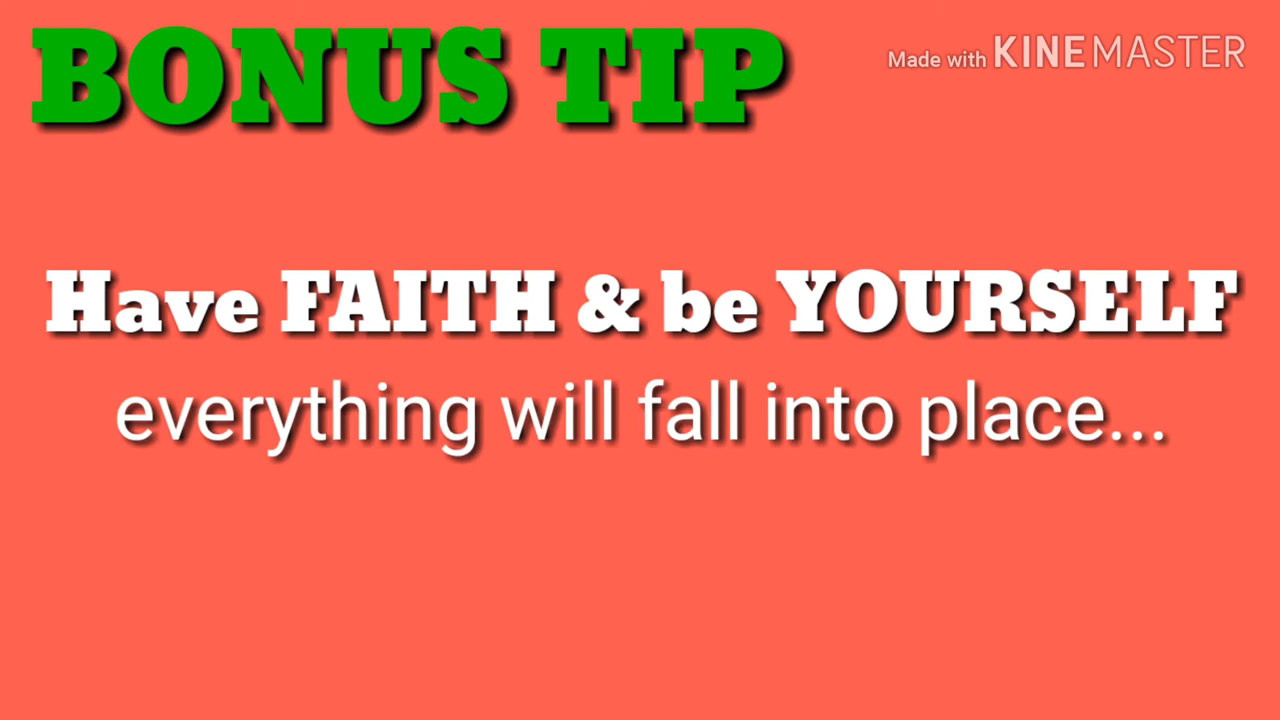 BONUS TIP
Made with KINEMASTER
Have FAITH & be YOURSELF
everything will fall into place...